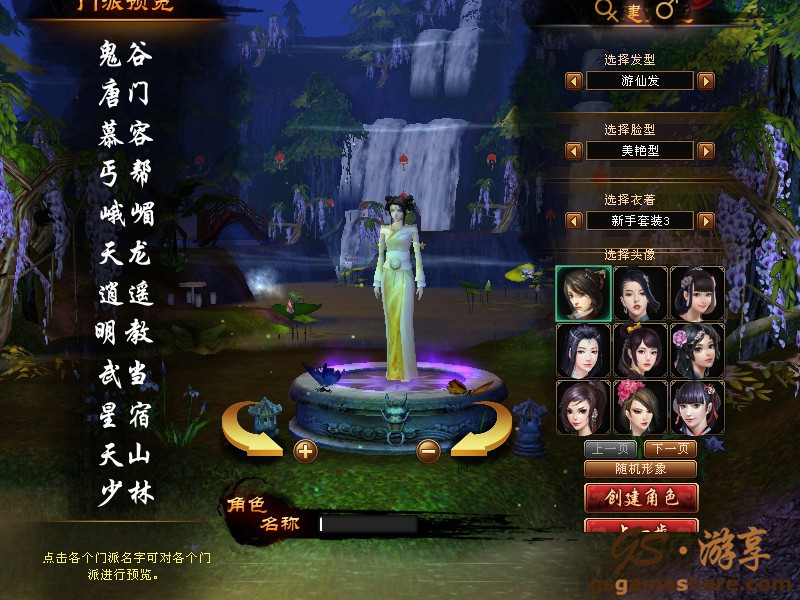 门派预览
鬼谷
唐门
慕容
丐帮
峨嵋
天龙
逍遥
明教
武当
星宿
天山
少林
点击各个门派名字可对各个门
派进行预览。
角色
名称
选择发型
游仙发
选择脸型
美艳型
选择衣着
新手套装3
选择头像
上一页 下一页
随机形象
创建角色
上一步
GS·游享
gsgameshare.com